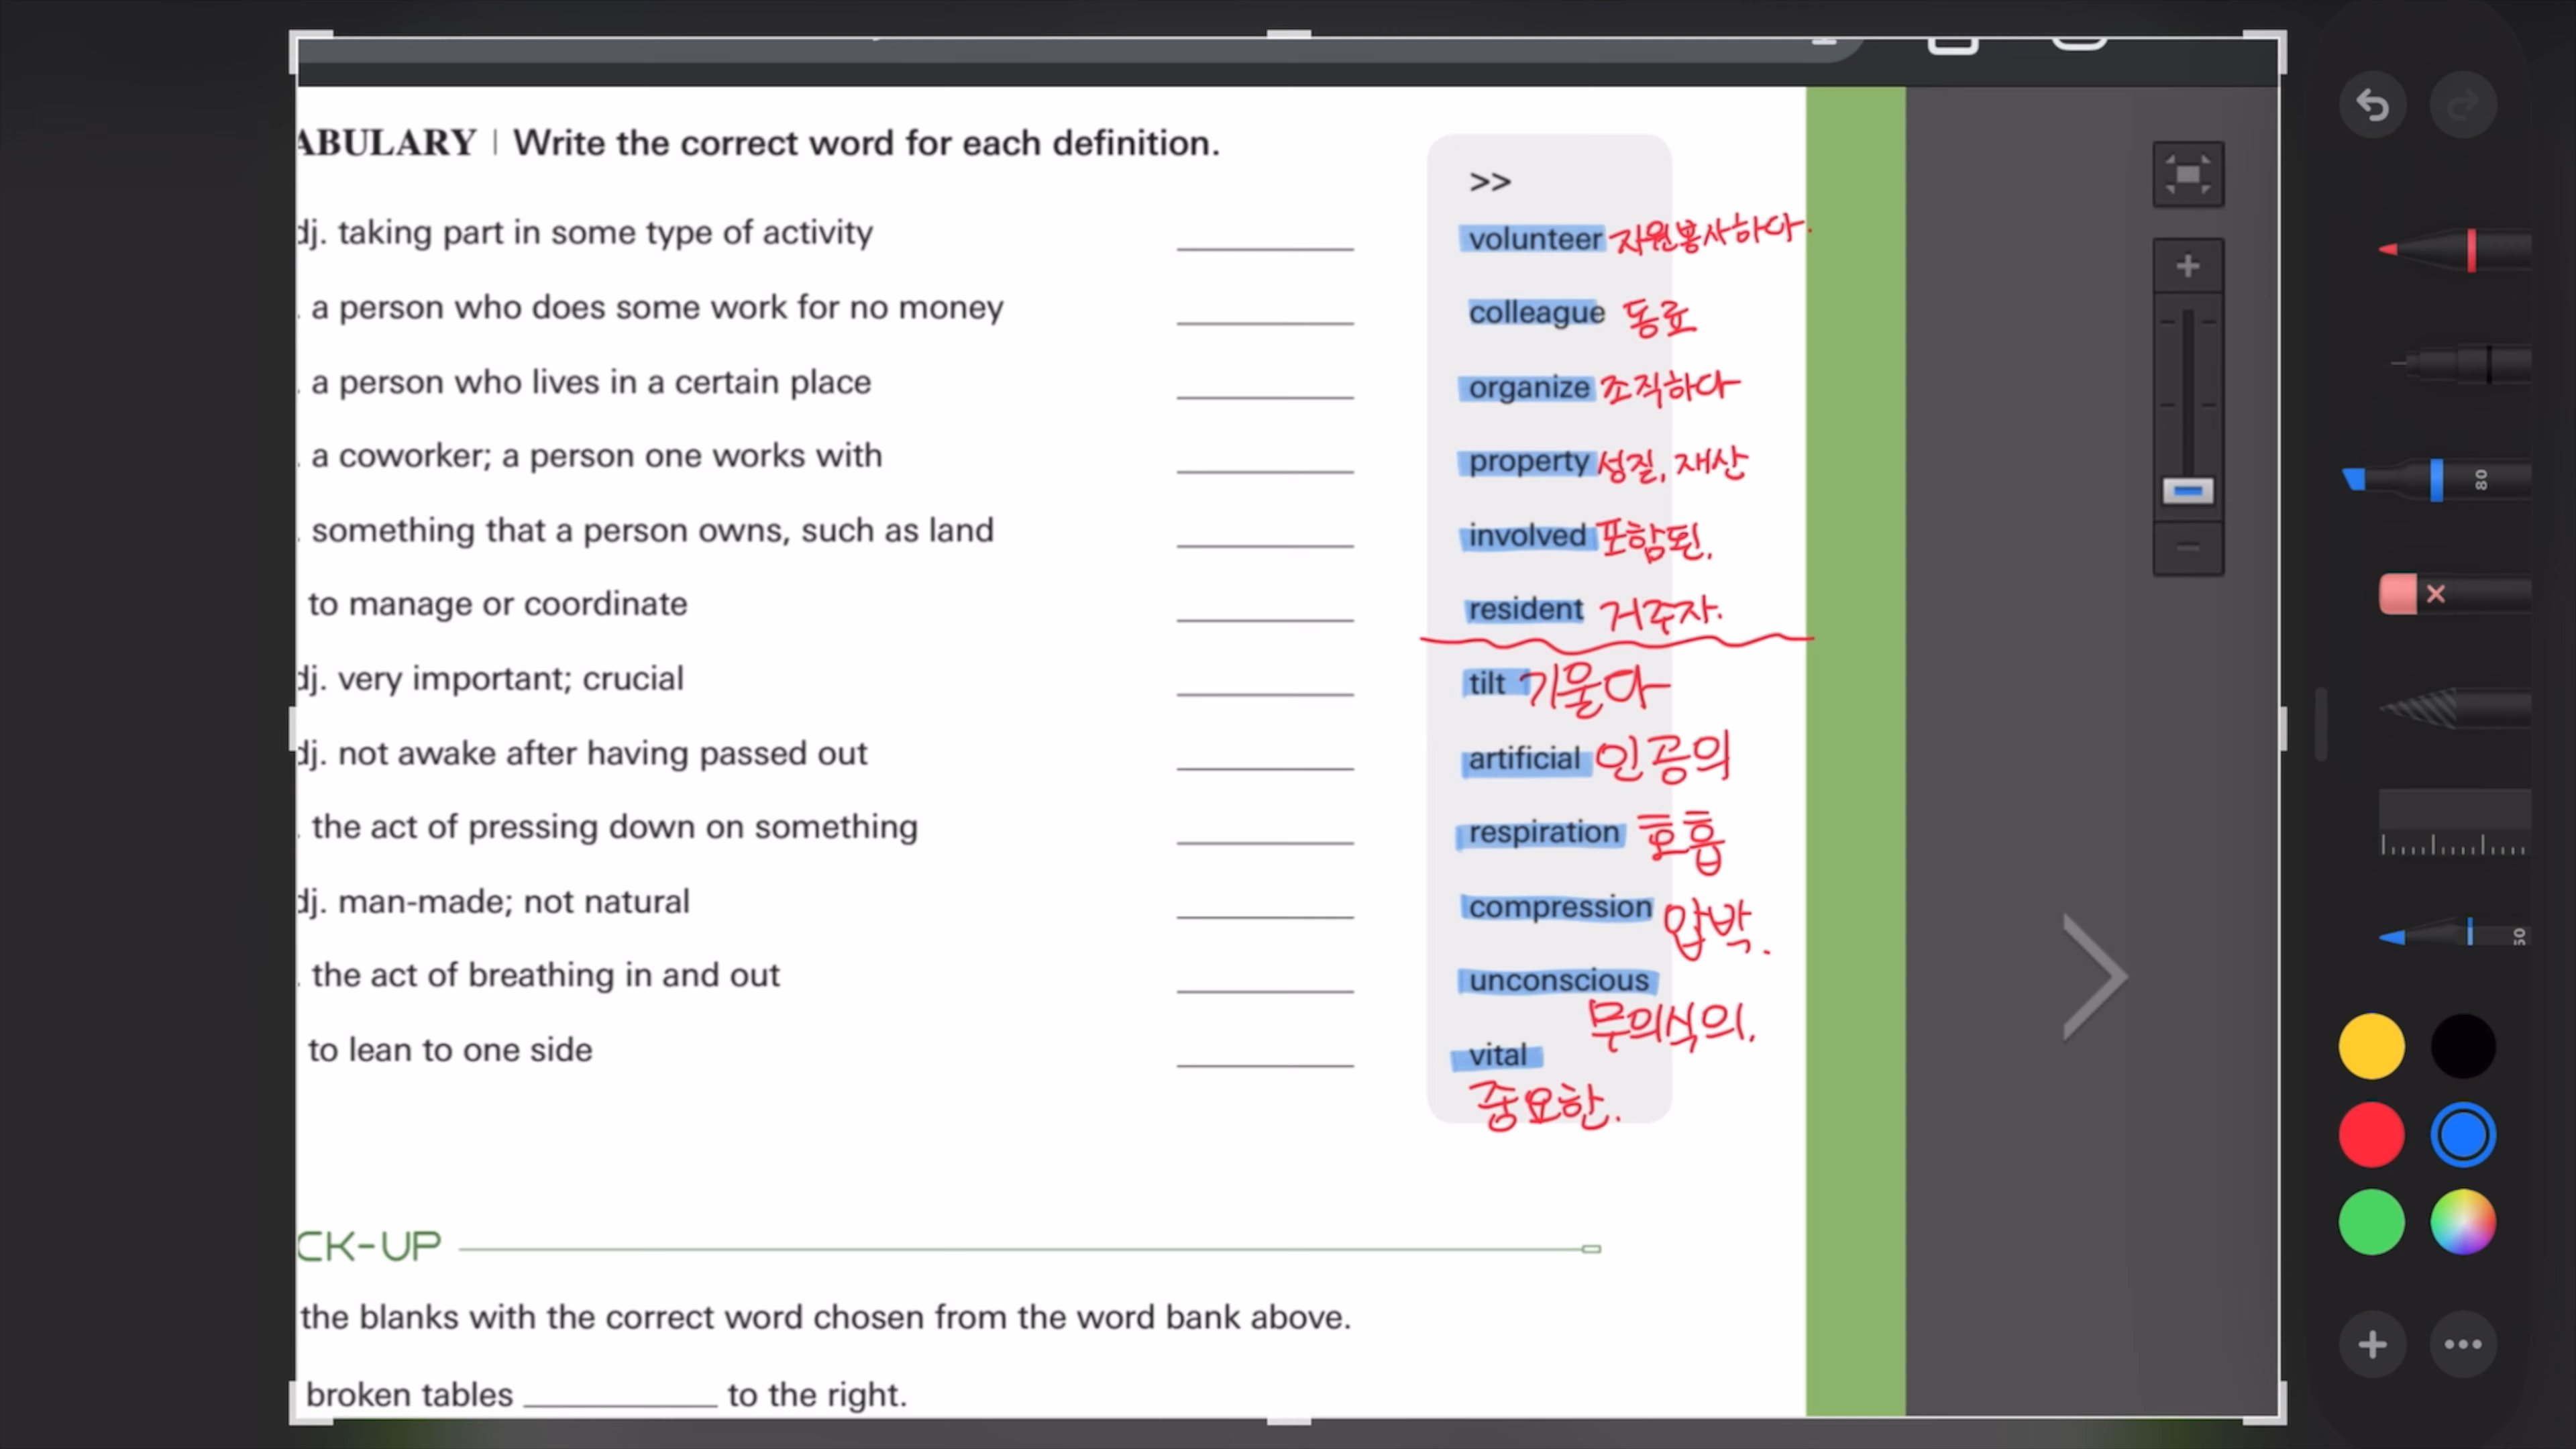 ABULARY | Write the correct word for each definition.
dj. taking part in some type of activity
. a person who does some work for no money
. a person who lives in a certain place
. a coworker; a person one works with
. something that a person owns, such as land
to manage or coordinate
dj. very important; crucial
dj. not awake after having passed out
. the act of pressing down on something
dj. man-made; not natural
. the act of breathing in and out
to lean to one side
>>
volunteer 자원봉사하다.
colleague 동료
organize 조직하다
property 성질, 재산
involved 포함된.
resident 거주자.
tilt 기울다
artificial 인공의
respiration 호흡
compression 압박.
unconscious
무의식의.
vital
중요한.
CK-UP
the blanks with the correct word chosen from the word bank above.
broken tables __________ to the right.
80
50